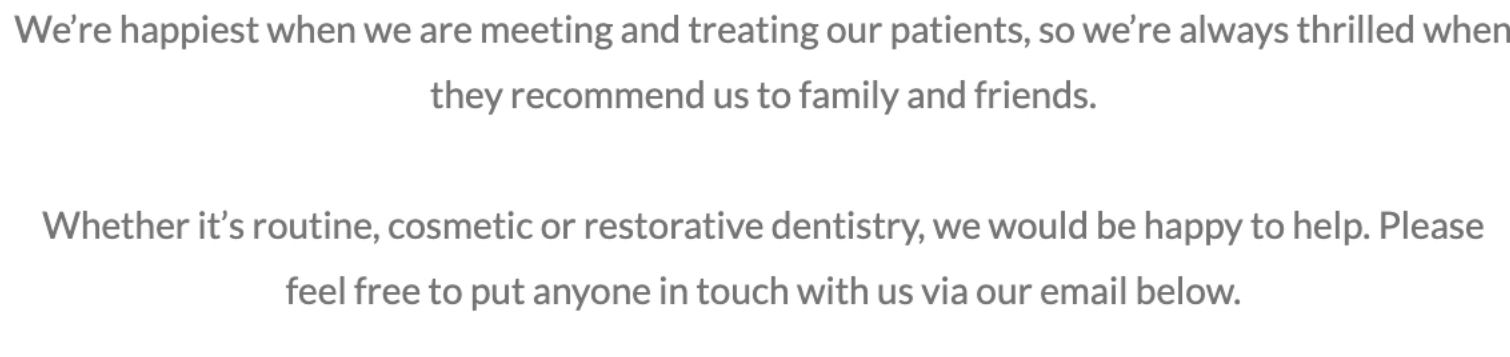 We’re happiest when we are meeting and treating our patients, so we’re always thrilled when
they recommend us to family and friends.
Whether it’s routine, cosmetic or restorative dentistry, we would be happy to help. Please
feel free to put anyone in touch with us via our email below.